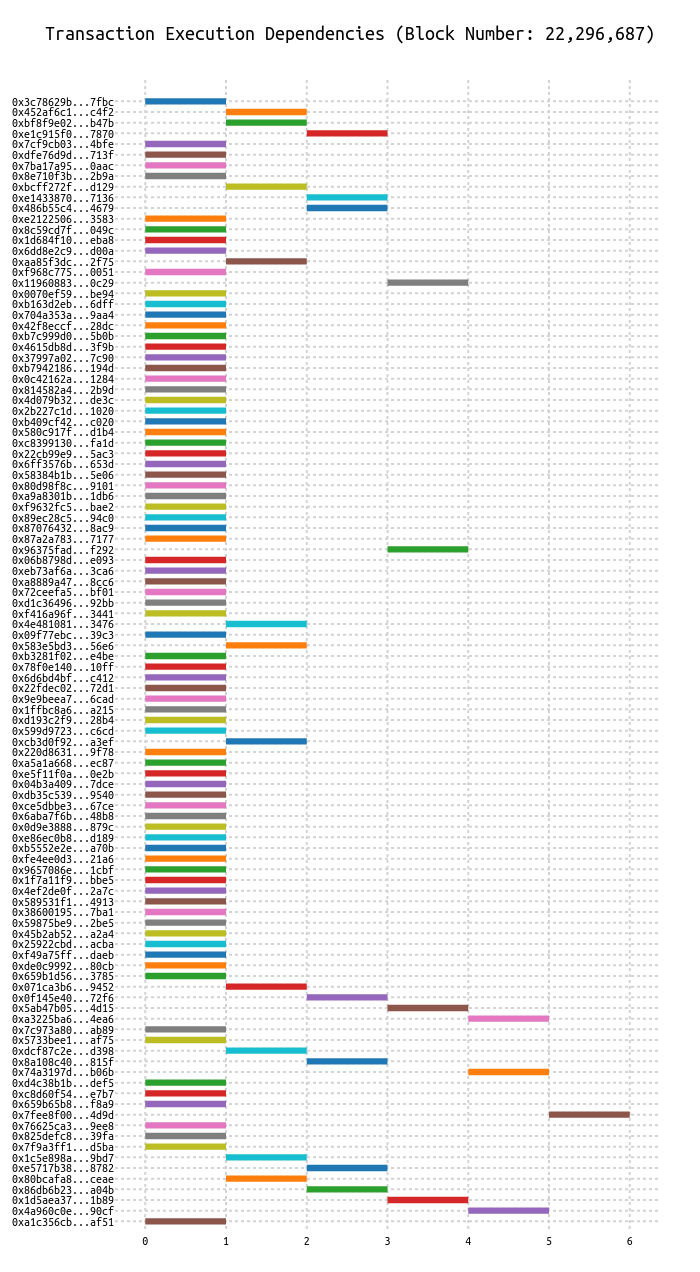 Transaction Execution Dependencies (Block Number: 22,296,687)
0x3c78629b...7fbc
0x452af6c1...c4f2
0xbf8f9e02...b47b
0xe1c915f0...7870
0x7cf9cb03...4bfe
0xdfe76d9d...713f
0x7ba17a95...0aac
0x8e710f3b...2b9a
0xbcff272f...d129
0xe1433870...7136
0x486b55c4...4679
0xe2122506...3583
0x8c59cd7f...049c
0x1d684f10...eba8
0x6dd8e2c9...d00a
0xaa85f3dc...2f75
0xf968c775...0051
0x11960883...0c29
0x0070ef59...be94
0xb163d2eb...6dff
0x704a353a...9aa4
0x42f8eccf...28dc
0xb7c999d0...5b0b
0x4615db8d...3f9b
0x37997a02...7c90
0xb7942186...194d
0x0c42162a...1284
0x814582a4...2b9d
0x4d079b32...de3c
0x2b227c1d...1020
0xb409cf42...c020
0x580c917f...d1b4
0xc8399130...fa1d
0x22cb99e9...5ac3
0x6ff3576b...653d
0x58384b1b...5e06
0x80d98f8c...9101
0xa9a8301b...1db6
0xf9632fc5...bae2
0x89ec28c5...94c0
0x87076432...8ac9
0x87a2a783...7177
0x96375fad...f292
0x06b8798d...e093
0xeb73af6a...3ca6
0xa8889a47...8cc6
0x72ceefa5...bf01
0xd1c36496...92bb
0xf416a96f...3441
0x4e481081...3476
0x09f77ebc...39c3
0x583e5bd3...56e6
0xb3281f02...e4be
0x78f0e140...10ff
0x6d6bd4bf...c412
0x22fdec02...72d1
0x9e9beea7...6cad
0x1ffbc8a6...a215
0xd193c2f9...28b4
0x599d9723...c6cd
0xcb3d0f92...a3ef
0x220d8631...9f78
0xa5a1a668...ec87
0xe5f11f0a...0e2b
0x04b3a409...7dce
0xdb35c539...9540
0xce5dbbe3...67ce
0x6aba7f6b...48b8
0x0d9e3888...879c
0xe86ec0b8...d189
0xb5552e2e...a70b
0xfe4ee0d3...21a6
0x9657086e...1cbf
0x1f7a11f9...bbe5
0x4ef2de0f...2a7c
0x589531f1...4913
0x38600195...7ba1
0x59875be9...2be5
0x45b2ab52...a2a4
0x25922cbd...acba
0xf49a75ff...daeb
0xde0c9992...80cb
0x659b1d56...3785
0x071ca3b6...9452
0x0f145e40...72f6
0x5ab47b05...4d15
0xa3225ba6...4ea6
0x7c973a80...ab89
0x5733bee1...af75
0xdcf87c2e...d398
0x8a108c40...815f
0x74a3197d...b06b
0xd4c38b1b...def5
0xc8d60f54...e7b7
0x659b65b8...f8a9
0x7fee8f00...4d9d
0x76625ca3...9ee8
0x825defc8...39fa
0x7f9a3ff1...d5ba
0x1c5e898a...9bd7
0xe5717b38...8782
0x80bcafa8...ceae
0x86db6b23...a04b
0x1d5aea37...1b89
0x4a960c0e...90cf
0xa1c356cb...af51
0 1 2 3 4 5 6